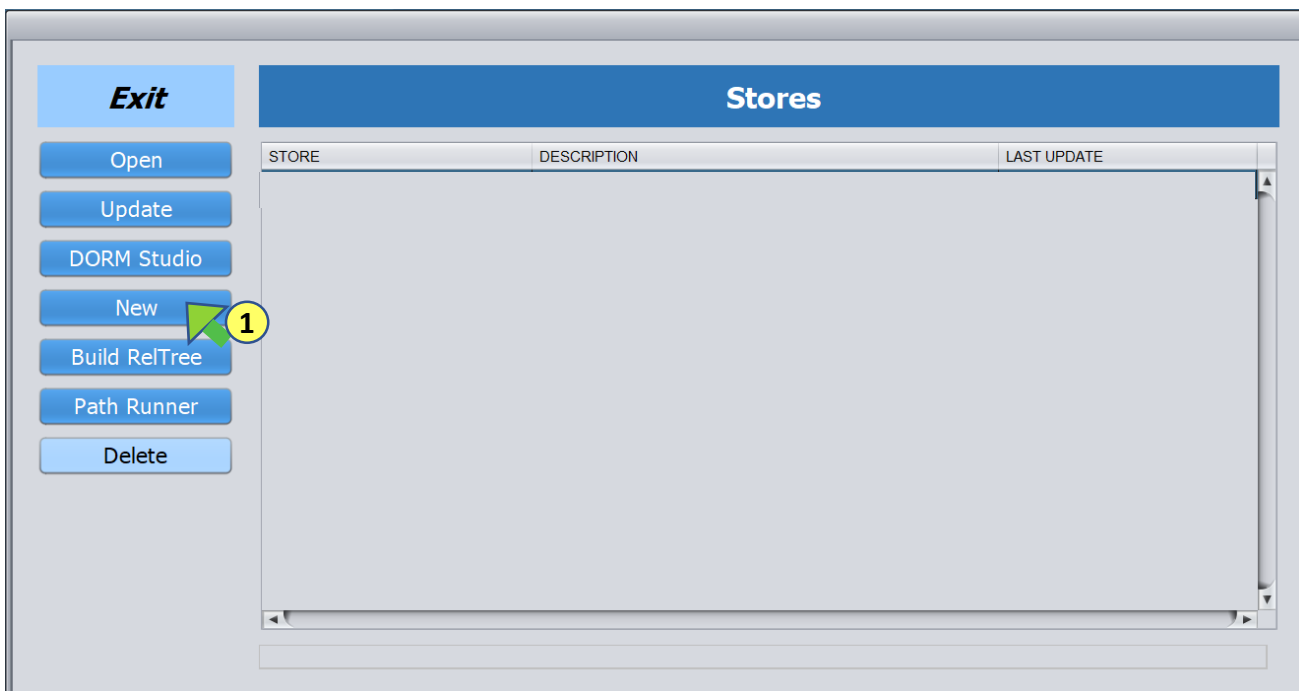 Exit
Stores
Open
STORE DESCRIPTION LAST UPDATE
Update
DORM Studio
New
1
Build RelTree
Path Runner
Delete